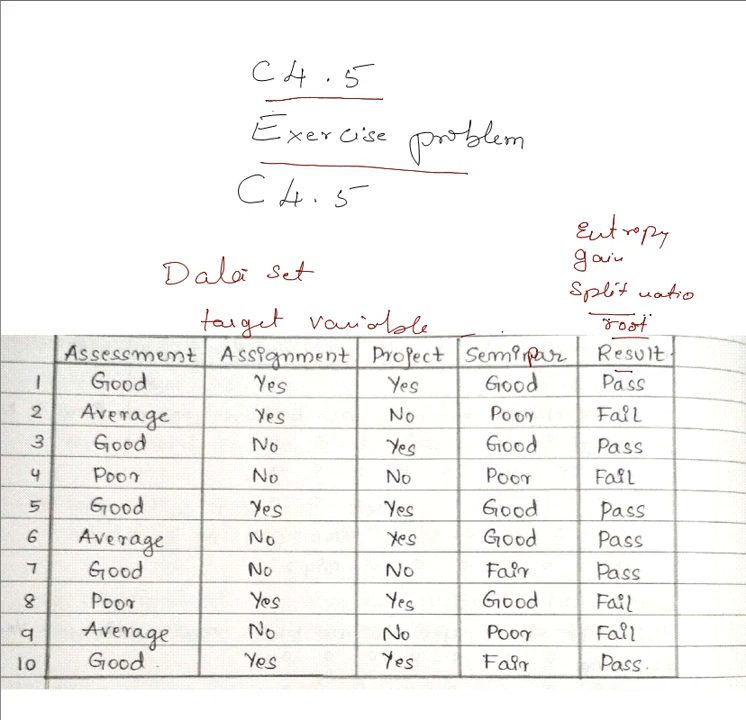 C 4.5
Exercise problem
C 4.5
Entropy
gain
Data set
Split ratio
target variable
root
Assessment Assignment Project Seminar Result
1 Good Yes Yes Good Pass
2 Average Yes No Poor Fail
3 Good No Yes Good Pass
4 Poor No No Poor Fail
5 Good Yes Yes Good Pass
6 Average No Yes Good Pass
7 Good No No Fair Pass
8 Poor Yes Yes Good Fail
9 Average No No Poor Fail
10 Good. Yes Yes Fair Pass.